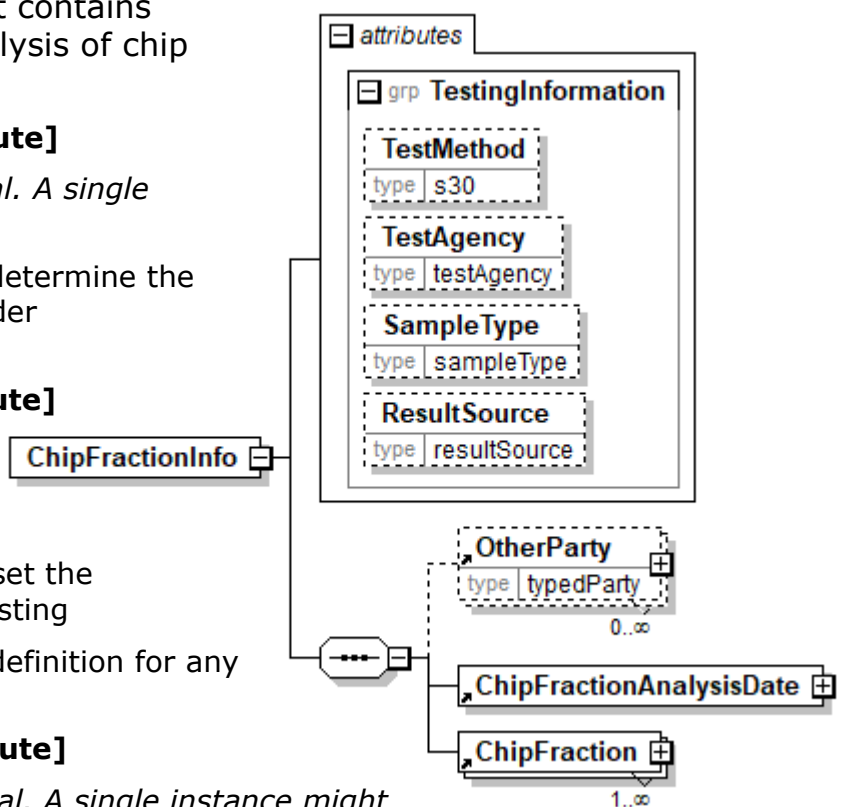 t contains
lysis of chip
ute]
al. A single
determine the
der
ute]
set the
sting
definition for any
ute]
al. A single instance might
attributes
grp TestingInformation
TestMethod
type s30
TestAgency
type testAgency
SampleType
type sampleType
ResultSource
type resultSource
ChipFractionInfo
OtherParty
type typedParty
0..∞
ChipFractionAnalysisDate
ChipFraction
1..∞